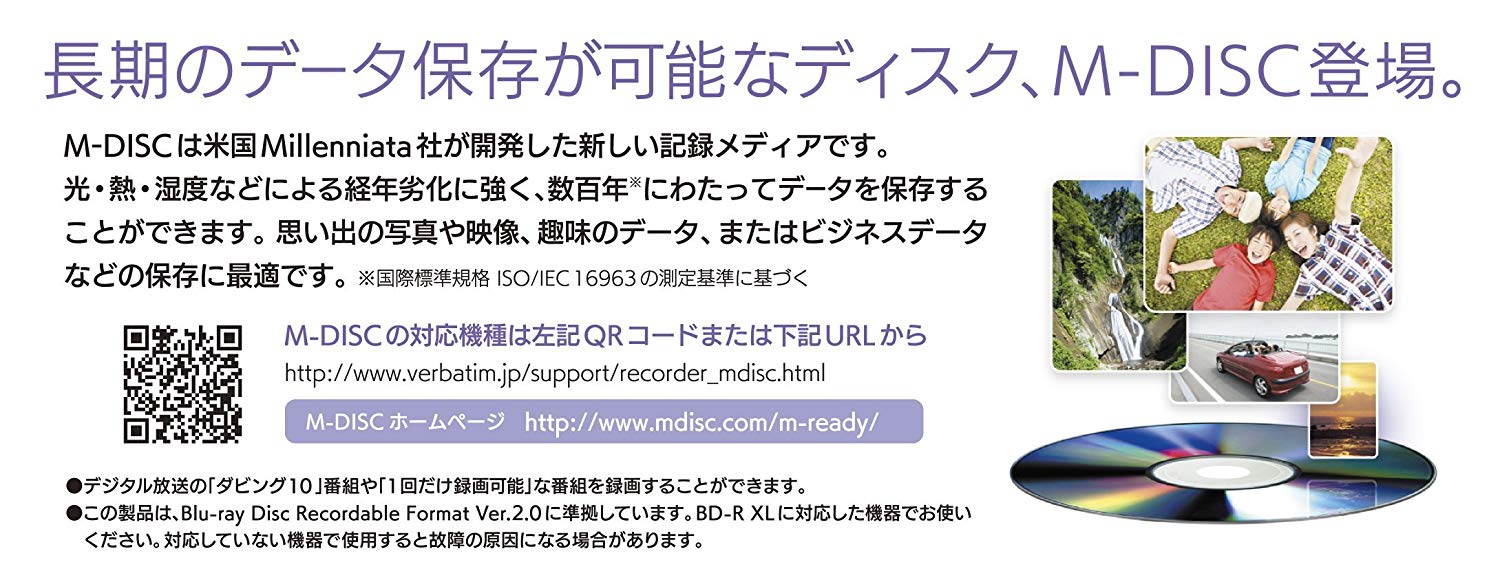 長期のデータ保存が可能なディスク、M-DISC登場。
M-DISCは米国Millenniata社が開発した新しい記録メディアです。
光・熱・湿度などによる経年劣化に強く、数百年※にわたってデータを保存する
ことができます。思い出の写真や映像、趣味のデータ、またはビジネスデータ
などの保存に最適です。※国際標準規格 ISO/IEC 16963の測定基準に基づく
M-DISCの対応機種は左記QRコードまたは下記URLから
http://www.verbatim.jp/support/recorder_mdisc.html
M-DISCホームページ http://www.mdisc.com/m-ready/
●デジタル放送の「ダビング10」番組や「1回だけ録画可能」な番組を録画することができます。
●この製品は、Blu-ray Disc Recordable Format Ver.2.0に準拠しています。BD-R XLに対応した機器でお使い
ください。対応していない機器で使用すると故障の原因になる場合があります。